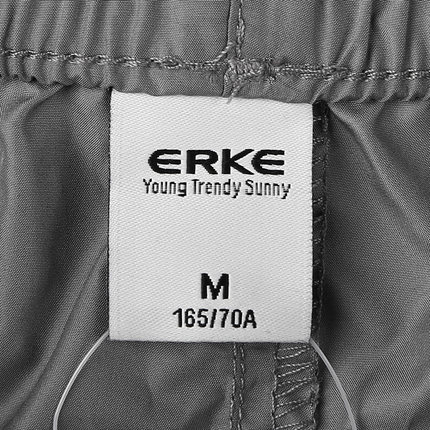 ERKE
Young Trendy Sunny
M
165/70A